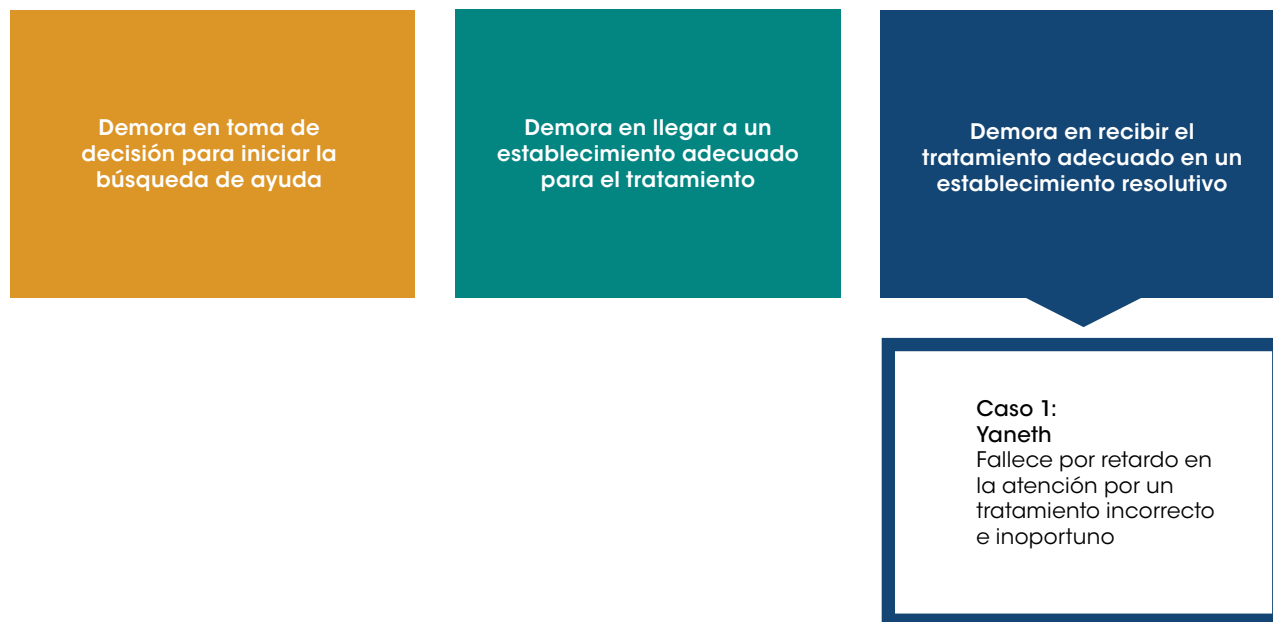 Demora en toma de
decisión para iniciar la
búsqueda de ayuda
Demora en llegar a un
establecimiento adecuado
para el tratamiento
Demora en recibir el
tratamiento adecuado en un
establecimiento resolutivo
Caso 1:
Yaneth
Fallece por retardo en
la atención por un
tratamiento incorrecto
e inoportuno